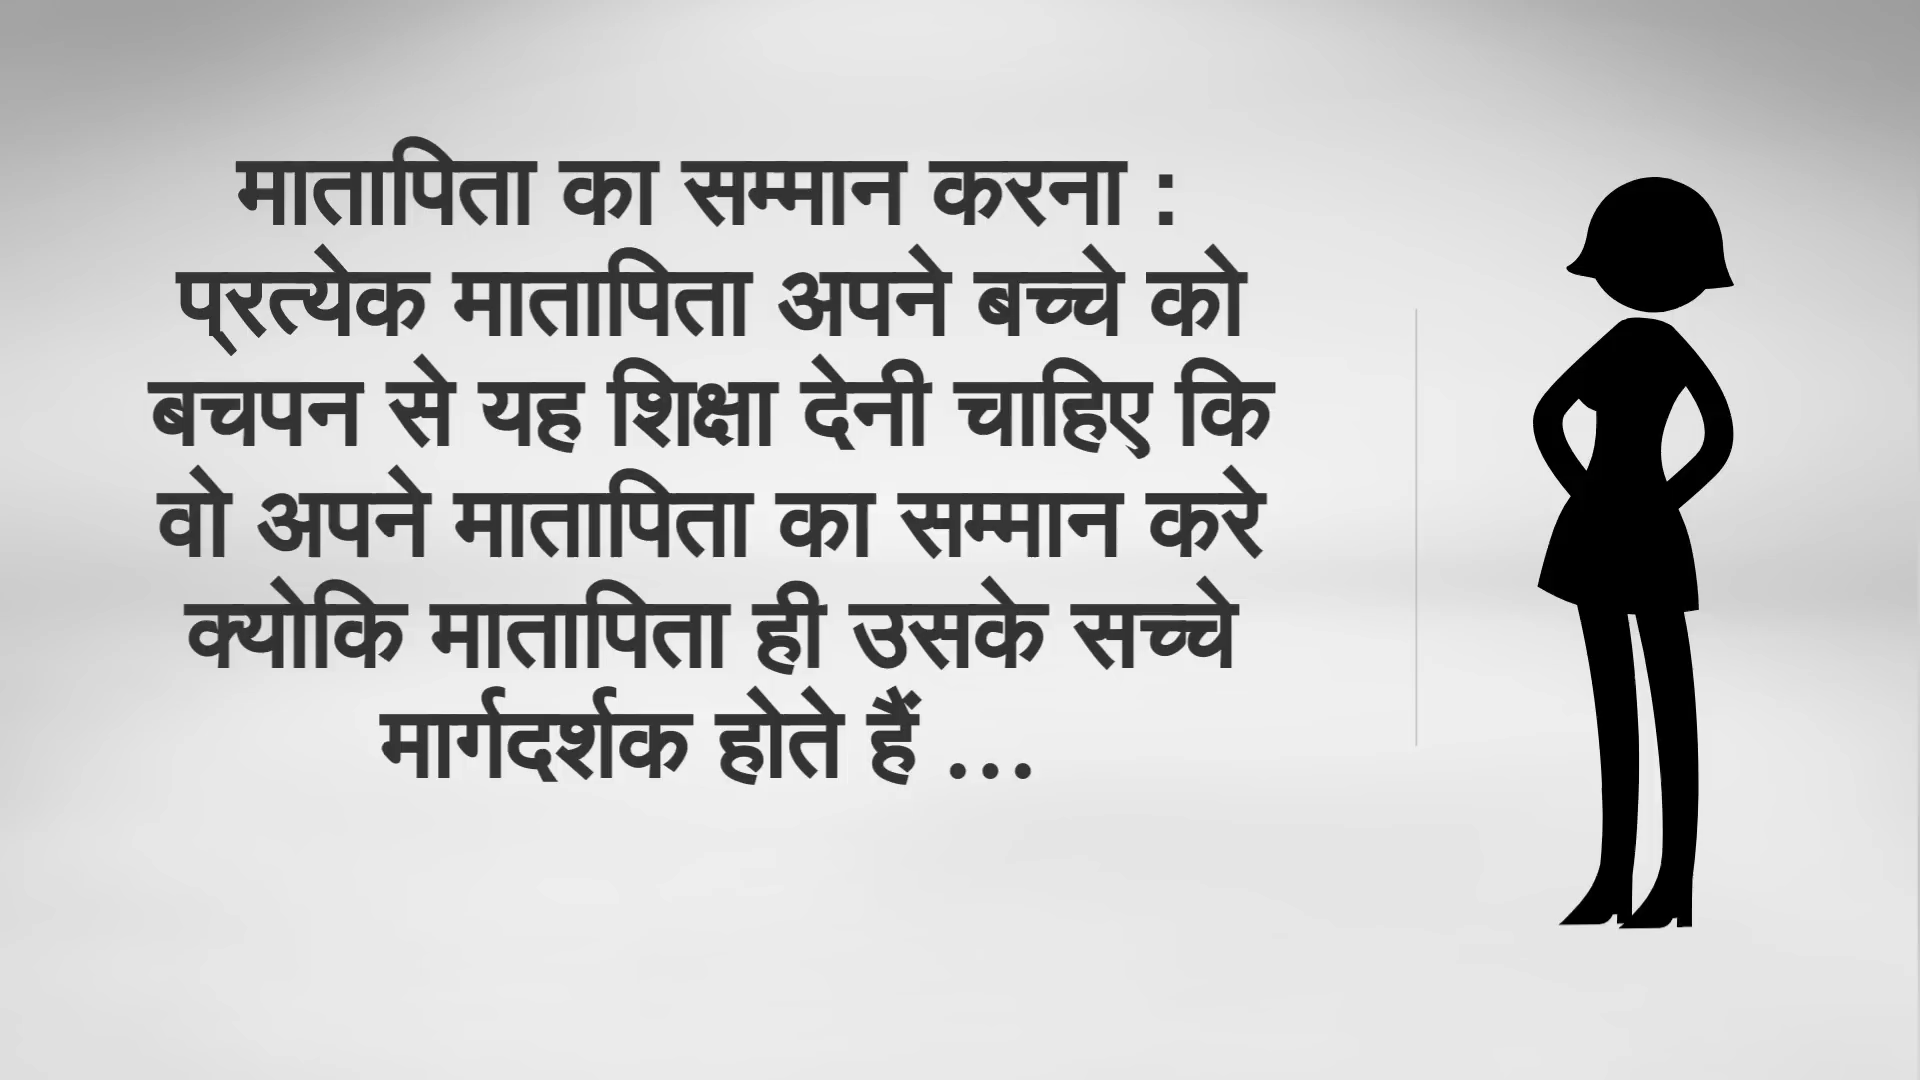 मातापिता का सम्मान करना :
प्रत्येक मातापिता अपने बच्चे को
बचपन से यह शिक्षा देनी चाहिए कि
वो अपने मातापिता का सम्मान करे
क्योकि मातापिता ही उसके सच्चे
मार्गदर्शक होते हैं ...